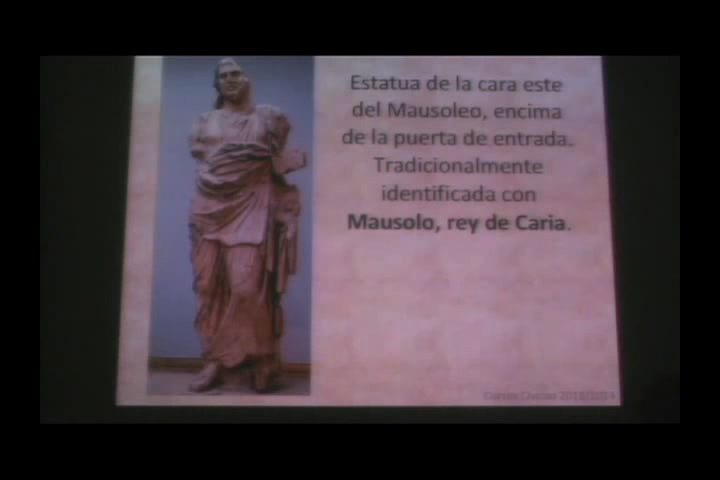 Estatua de la cara este
del Mausoleo, encima
de la puerta de entrada.
Tradicionalmente
identificada con
Mausolo, rey de Caria.